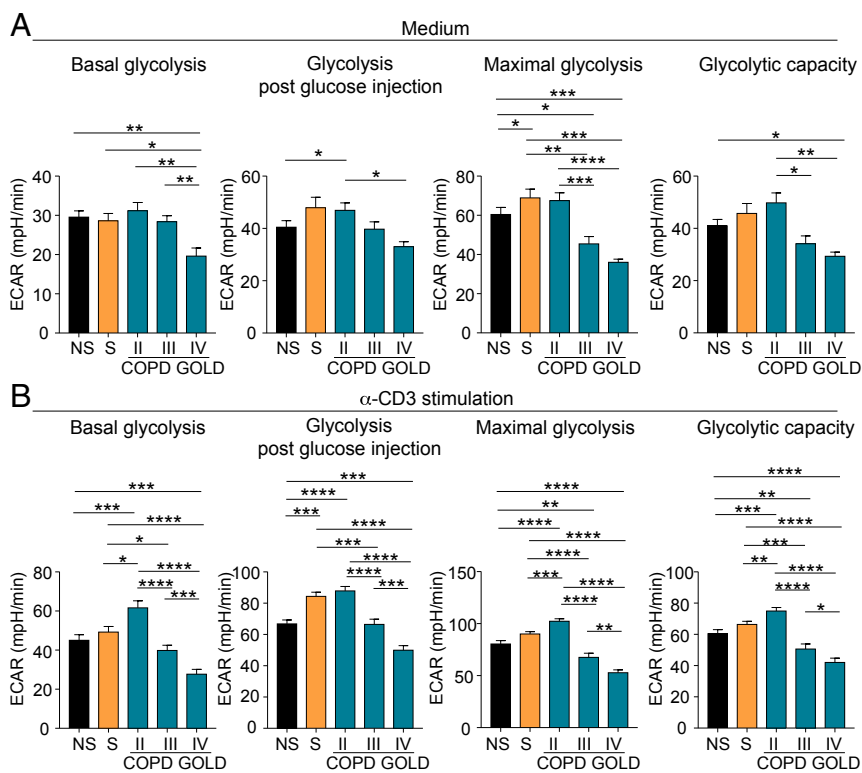 A
Medium
Basal glycolysis
** 
*
**
**
ECAR (mpH/min)
40
30
20
10
0
NS S II III IV
COPD GOLD
Glycolysis
post glucose injection
*
*
ECAR (mpH/min)
60
40
20
0
NS S II III IV
COPD GOLD
Maximal glycolysis
***
*
*
***
**
****
***
ECAR (mpH/min)
80
60
40
20
0
NS S II III IV
COPD GOLD
Glycolytic capacity
*
**
*
ECAR (mpH/min)
60
40
20
0
NS S II III IV
COPD GOLD
B
α-CD3 stimulation
Basal glycolysis
***
***
****
*
*
****
****
***
ECAR (mpH/min)
80
60
40
20
0
NS S II III IV
COPD GOLD
Glycolysis
post glucose injection
***
****
***
****
***
****
****
***
ECAR (mpH/min)
100
80
60
40
20
0
NS S II III IV
COPD GOLD
Maximal glycolysis
****
**
****
****
****
***
****
****
**
ECAR (mpH/min)
150
100
50
0
NS S II III IV
COPD GOLD
Glycolytic capacity
****
**
***
****
***
**
****
****
*
ECAR (mpH/min)
100
80
60
40
20
0
NS S II III IV
COPD GOLD